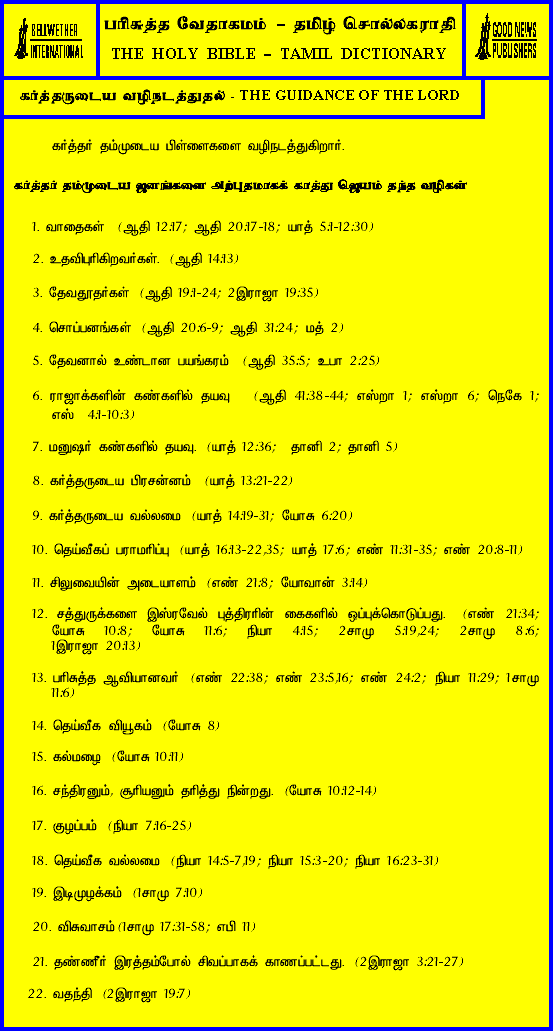 BELLWETHER
INTERNATIONAL
பரிசுத்த வேதாகமம் – தமிழ் சொல்லகராதி
THE HOLY BIBLE – TAMIL DICTIONARY
GOOD NEWS
PUBLISHERS
கர்த்தருடைய வழிநடத்துதல் - THE GUIDANCE OF THE LORD
கர்த்தர் தம்முடைய பிள்ளைகளை வழிநடத்துகிறார்.
கர்த்தர் தம்முடைய ஜனங்களை அற்புதமாகக் காத்து ஜெயம் தந்த வழிகள்
1. வாதைகள் (ஆதி 12:17; ஆதி 20:17-18; யாத் 5:1-12:30)
2. உதவிபுரிகிறவர்கள். (ஆதி 14:13)
3. தேவதூதர்கள் (ஆதி 19:1-24; 2இராஜா 19:35)
4. சொப்பனங்கள் (ஆதி 20:6-9; ஆதி 31:24; மத் 2)
5. தேவனால் உண்டான பயங்கரம் (ஆதி 35:5; உபா 2:25)
6. ராஜாக்களின் கண்களில் தயவு (ஆதி 41:38-44; எஸ்றா 1; எஸ்றா 6; நெகே 1;
எஸ் 4:1-10:3)
7. மனுஷர் கண்களில் தயவு. (யாத் 12:36; தானி 2; தானி 5)
8. கர்த்தருடைய பிரசன்னம் (யாத் 13:21-22)
9. கர்த்தருடைய வல்லமை (யாத் 14:19-31; யோசு 6:20)
10. தெய்வீகப் பராமரிப்பு (யாத் 16:13-22,35; யாத் 17:6; எண் 11:31-35; எண் 20:8-11)
11. சிலுவையின் அடையாளம் (எண் 21:8; யோவான் 3:14)
12. சத்துருக்களை இஸ்ரவேல் புத்திரரின் கைகளில் ஒப்புக்கொடுப்பது. (எண் 21:34;
யோசு 10:8; யோசு 11:6; நியா 4:15; 2சாமு 5:19,24; 2சாமு 8:6;
1இராஜா 20:13)
13. பரிசுத்த ஆவியானவர் (எண் 22:38; எண் 23:5,16; எண் 24:2; நியா 11:29; 1சாமு
11:6)
14. தெய்வீக வியூகம் (யோசு 8)
15. கல்மழை (யோசு 10:11)
16. சந்திரனும், சூரியனும் தரித்து நின்றது. (யோசு 10:12-14)
17. குழப்பம் (நியா 7:16-25)
18. தெய்வீக வல்லமை (நியா 14:5-7,19; நியா 15:3-20; நியா 16:23-31)
19. இடிமுழக்கம் (1சாமு 7:10)
20. விசுவாசம் (1சாமு 17:31-58; எபி 11)
21. தண்ணீர் இரத்தம்போல் சிவப்பாகக் காணப்பட்டது. (2இராஜா 3:21-27)
22. வதந்தி (2இராஜா 19:7)